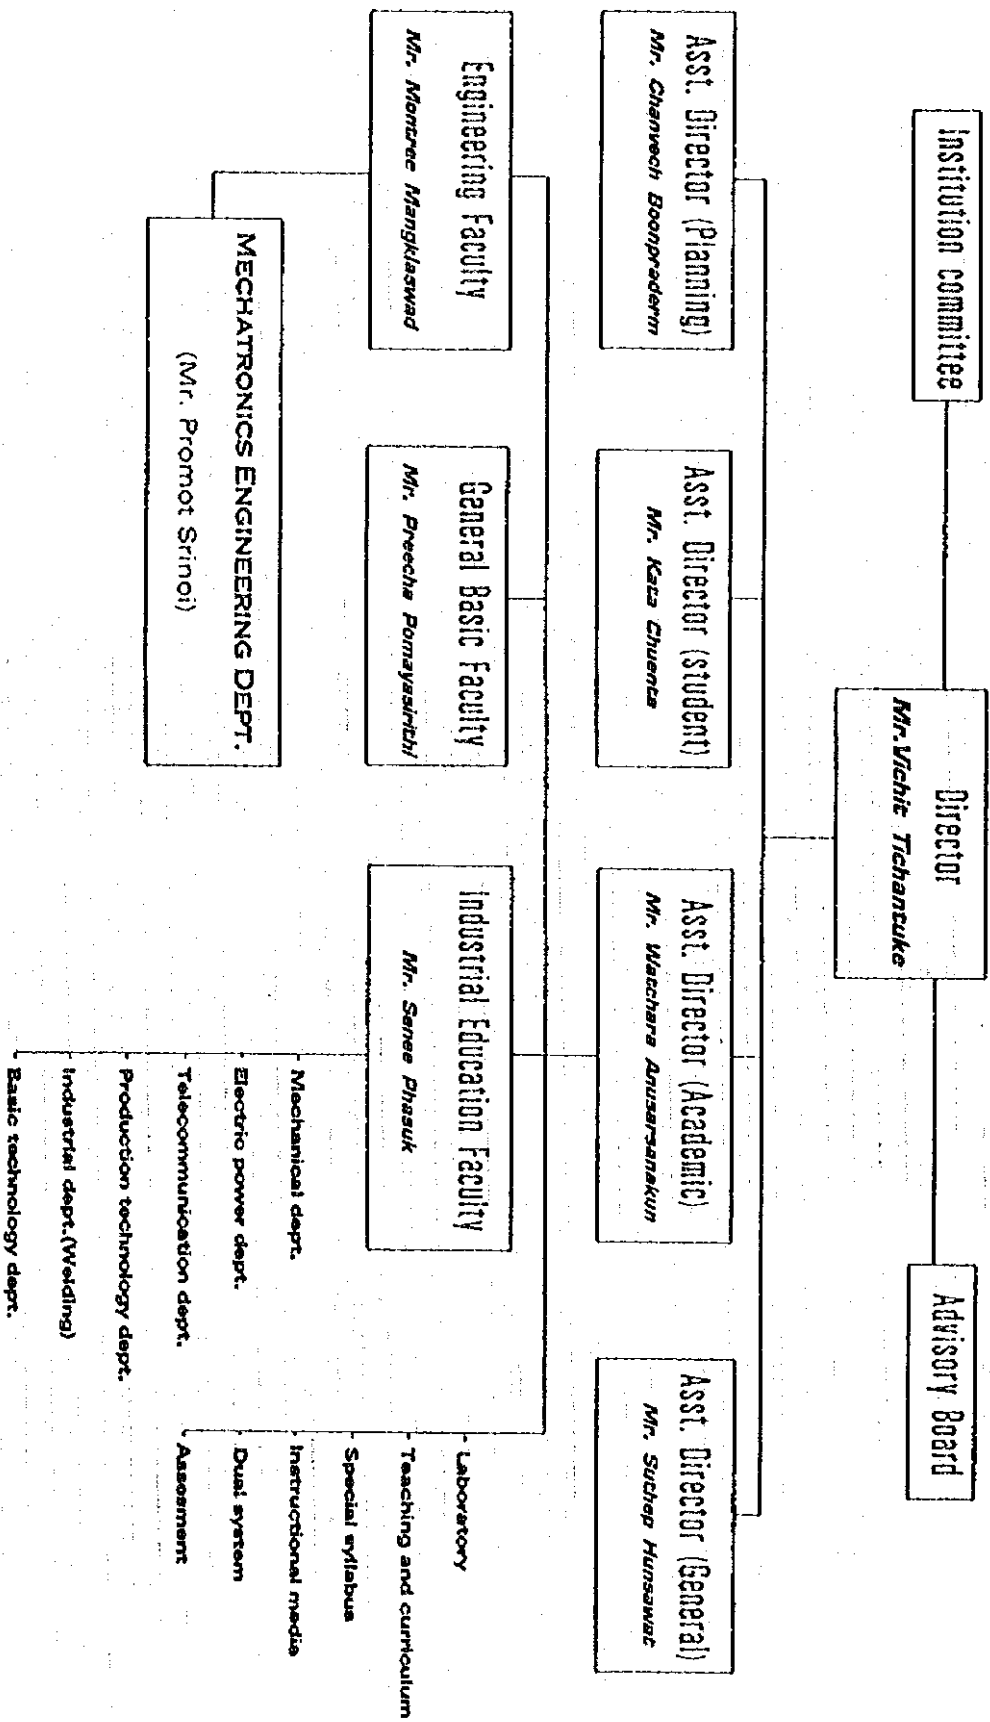 Institution committee
Director
Mr.Vichit Tichantuke
Advisory Board
Asst. Director (Planning)
Mr. Chanvech Boonpraderm
Asst. Director (student)
Mr. Kata Chuenta
Asst. Director (Academic)
Mr. Watchara Anusarsanakun
Asst. Director (General)
Mr. Suthep Hunsawat
Engineering Faculty
Mr. Montree Mangklaswad
General Basic Faculty
Mr. Preecha Pomayasirithi
Industrial Education Faculty
Mr. Sanee Phasuk
MECHATRONICS ENGINEERING DEPT.
(Mr. Promot Srinoi)
Mechanical dept.
Electric power dept.
Telecommunication dept.
Production technology dept.
Industrial dept.(Welding)
Basic technology dept.
Laboratory
Teaching and curriculum
Special syllabus
Instructional media
Dual system
Assesment